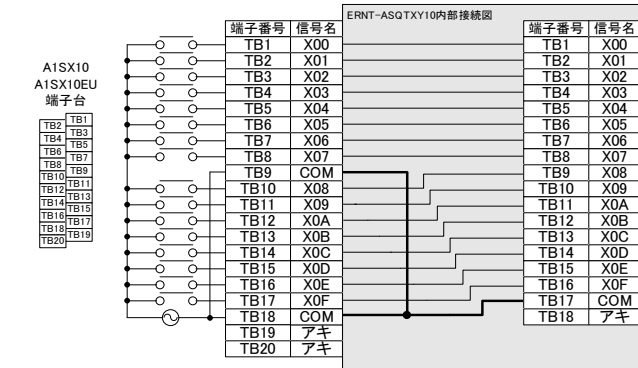 ERNT-ASQTXY10内部接続図
A1SX10
A1SX10EU
端子台
TB1
TB2
TB3
TB4
TB5
TB6
TB7
TB8
TB9
TB10
TB11
TB12
TB13
TB14
TB15
TB16
TB17
TB18
TB19
TB20
端子番号 信号名
TB1 X00
TB2 X01
TB3 X02
TB4 X03
TB5 X04
TB6 X05
TB7 X06
TB8 X07
TB9 COM
TB10 X08
TB11 X09
TB12 X0A
TB13 X0B
TB14 X0C
TB15 X0D
TB16 X0E
TB17 X0F
TB18 COM
TB19 アキ
TB20 アキ
端子番号 信号名
TB1 X00
TB2 X01
TB3 X02
TB4 X03
TB5 X04
TB6 X05
TB7 X06
TB8 X07
TB9 X08
TB10 X09
TB11 X0A
TB12 X0B
TB13 X0C
TB14 X0D
TB15 X0E
TB16 X0F
TB17 COM
TB18 アキ